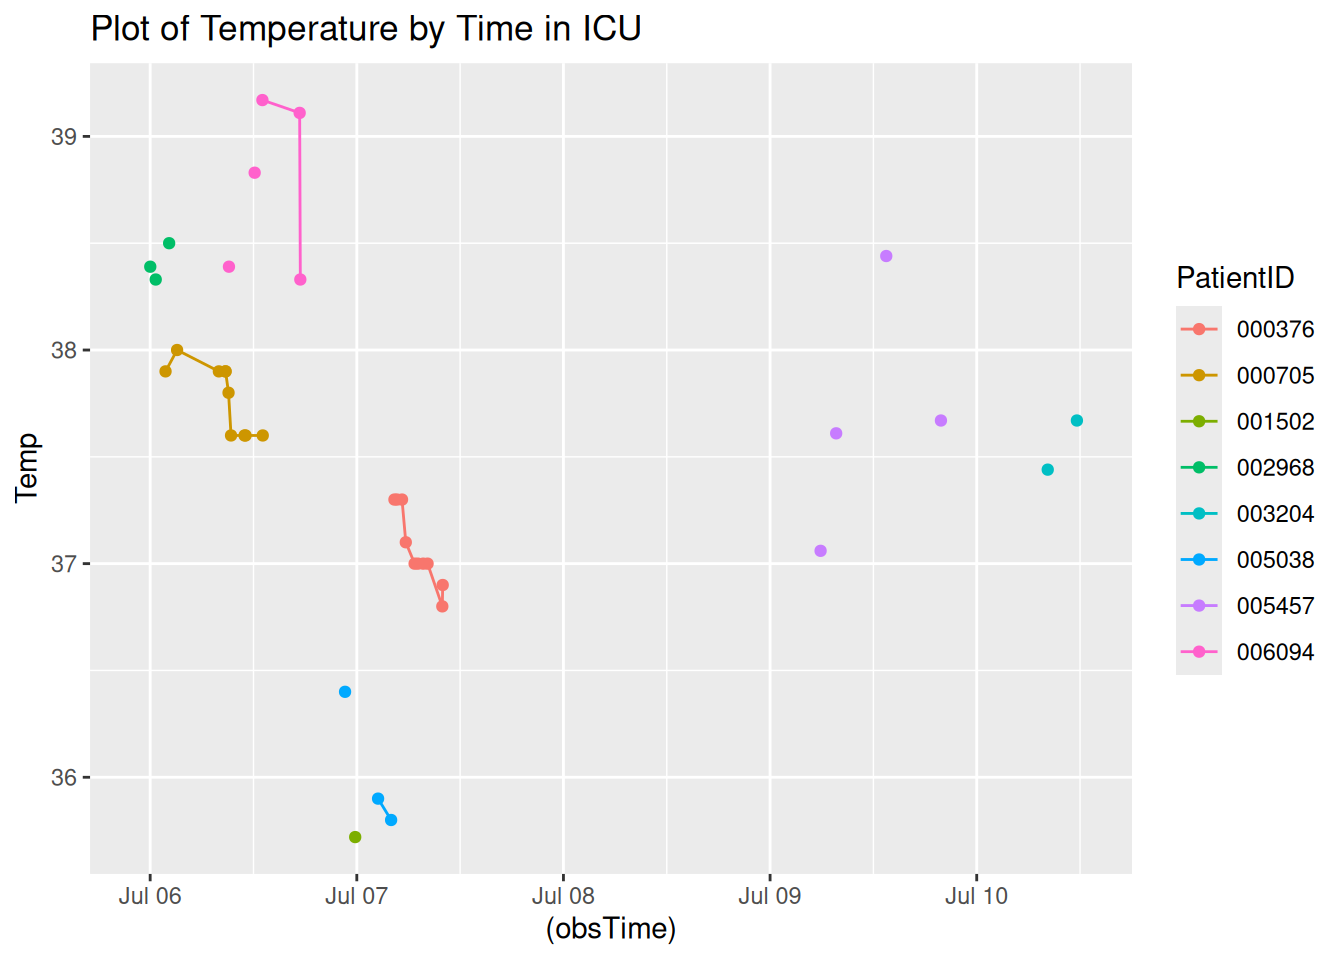 Plot of Temperature by Time in ICU
39
38
37
36
Temp
Jul 06
Jul 07
Jul 08
Jul 09
Jul 10
(obsTime)
PatientID
000376
000705
001502
002968
003204
005038
005457
006094